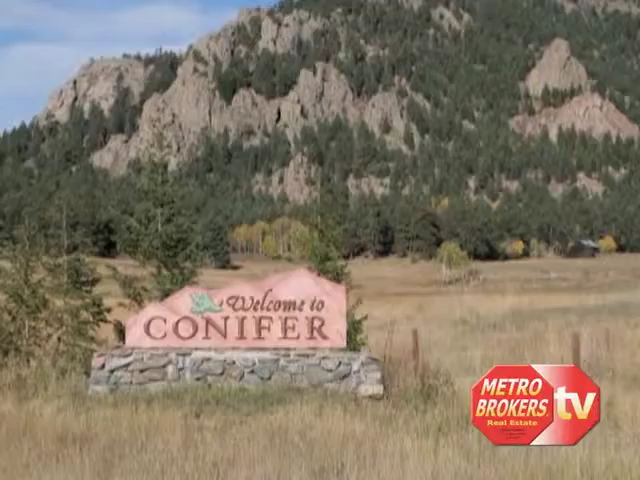 Welcome to
CONIFER
METRO
BROKERS
Real Estate
tv